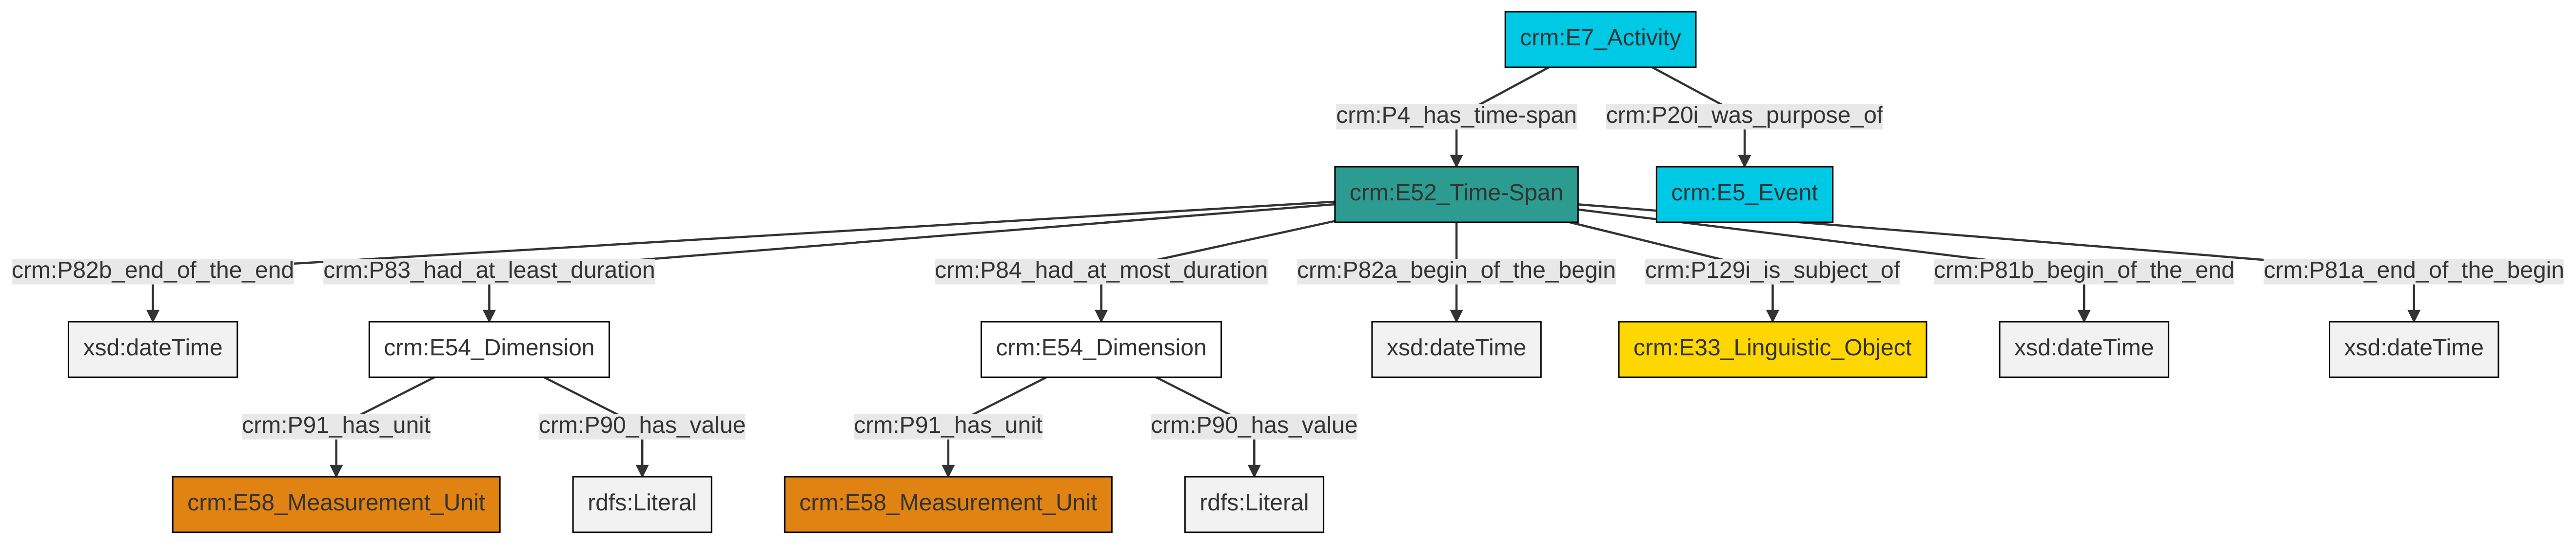 crm:E7_Activity
crm:P4_has_time-span
crm:P20i_was_purpose_of
crm:E52_Time-Span
crm:E5_Event
crm:P82b_end_of_the_end
crm:P83_had_at_least_duration
crm:P84_had_at_most_duration
crm:P82a_begin_of_the_begin
crm:P129i_is_subject_of
crm:P81b_begin_of_the_end
crm:P81a_end_of_the_begin
xsd:dateTime
crm:E54_Dimension
crm:E54_Dimension
xsd:dateTime
crm:E33_Linguistic_Object
xsd:dateTime
xsd:dateTime
crm:P91_has_unit
crm:P90_has_value
crm:P91_has_unit
crm:P90_has_value
crm:E58_Measurement_Unit
rdfs:Literal
crm:E58_Measurement_Unit
rdfs:Literal